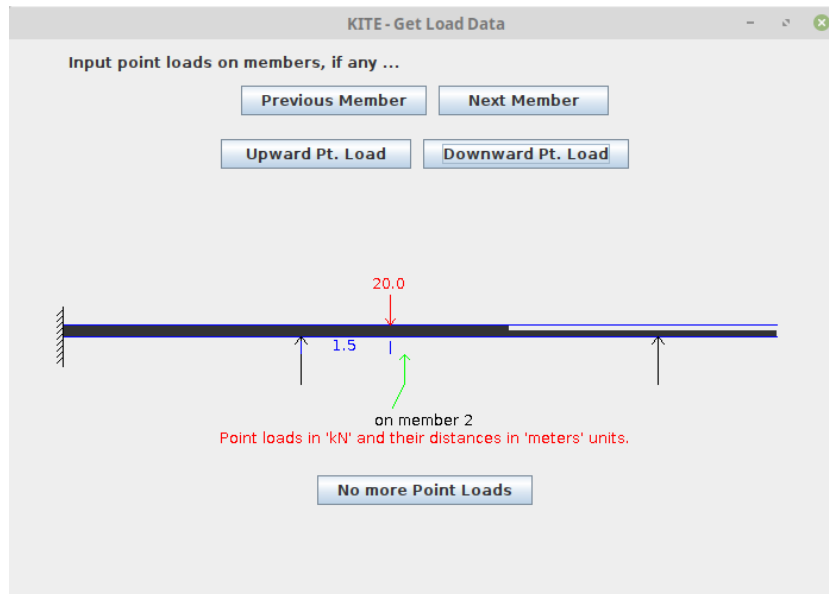 KITE - Get Load Data
Input point loads on members, if any ...
Previous Member Next Member
Upward Pt. Load Downward Pt. Load
20.0
1.5
on member 2
Point loads in 'kN' and their distances in 'meters' units.
No more Point Loads